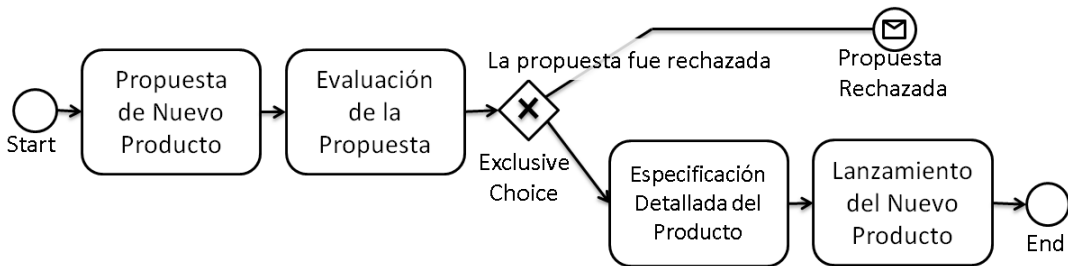 Start
Propuesta
de Nuevo
Producto
Evaluación
de la
Propuesta
La propuesta fue rechazada
Exclusive
Choice
Propuesta
Rechazada
Especificación
Detallada del
Producto
Lanzamiento
del Nuevo
Producto
End